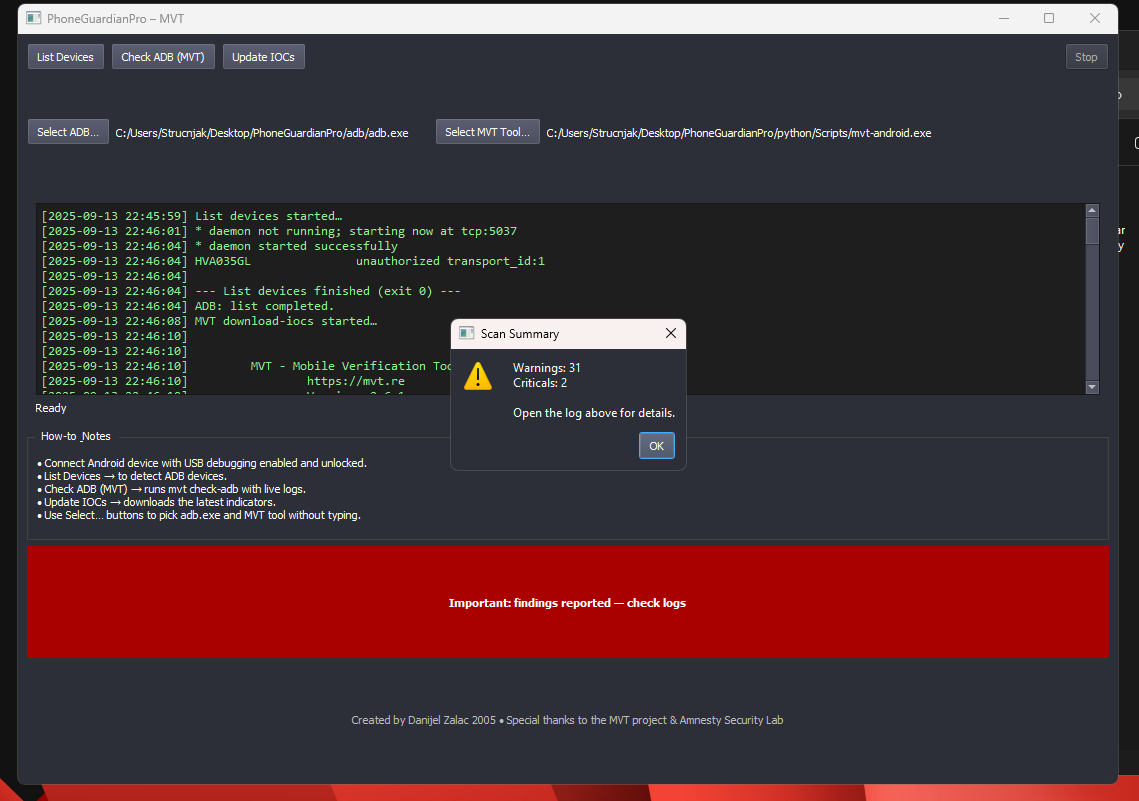 PhoneGuardianPro – MVT
List Devices Check ADB (MVT) Update IOCs Stop
Select ADB... C:/Users/Strucnjak/Desktop/PhoneGuardianPro/adb/adb.exe Select MVT Tool... C:/Users/Strucnjak/Desktop/PhoneGuardianPro/python/Scripts/mvt-android.exe
[2025-09-13 22:45:59] List devices started…
[2025-09-13 22:46:01] * daemon not running; starting now at tcp:5037
[2025-09-13 22:46:04] * daemon started successfully
[2025-09-13 22:46:04] HVA035GL unauthorized transport_id:1
[2025-09-13 22:46:04]
[2025-09-13 22:46:04] --- List devices finished (exit 0) ---
[2025-09-13 22:46:04] ADB: list completed.
[2025-09-13 22:46:08] MVT download-iocs started…
[2025-09-13 22:46:10]
[2025-09-13 22:46:10]
[2025-09-13 22:46:10] MVT - Mobile Verification Too
[2025-09-13 22:46:10] https://mvt.re
Scan Summary
Warnings: 31
Criticals: 2
Open the log above for details.
OK
Ready
How-to Notes
• Connect Android device with USB debugging enabled and unlocked.
• List Devices → to detect ADB devices.
• Check ADB (MVT) → runs mvt check-adb with live logs.
• Update IOCs → downloads the latest indicators.
• Use Select... buttons to pick adb.exe and MVT tool without typing.
Important: findings reported — check logs
Created by Danijel Zalac 2005 • Special thanks to the MVT project & Amnesty Security Lab